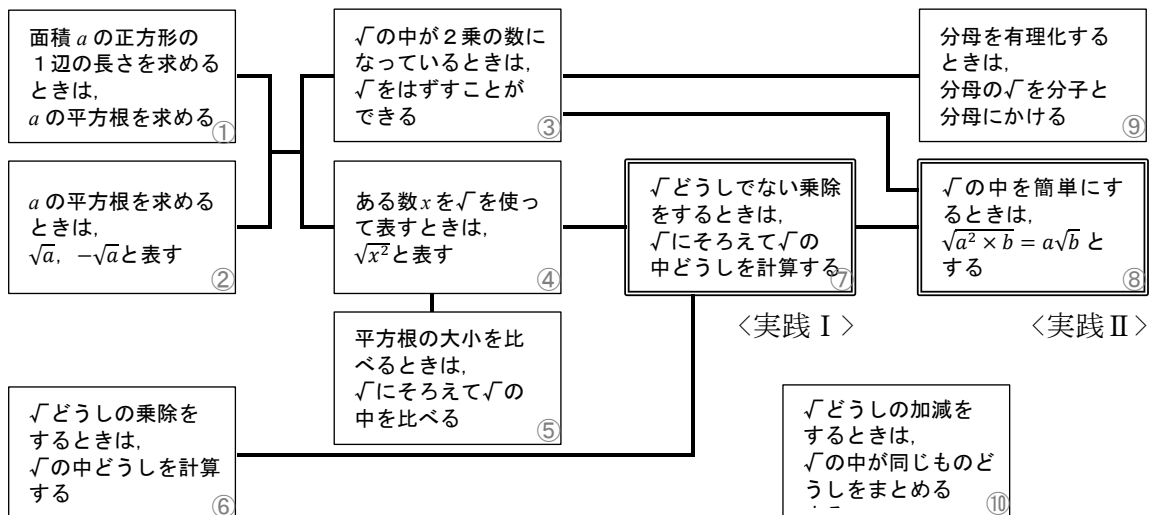 面積 a の正方形の
１辺の長さを求める
ときは,
a の平方根を求める
①
a の平方根を求める
ときは,
√a, −√a と表す
②
√の中が２乗の数に
なっているときは,
√をはずすことが
できる
③
ある数 x を√を使っ
て表すときは,
√x² と表す
④
平方根の大小を比
べるときは,
√にそろえて√の
中を比べる
⑤
√どうしの乗除を
するときは,
√の中どうしを計算
する
⑥
√どうしでない乗除
をするときは,
√にそろえて√の
中どうしを計算する
⑦
〈実践Ⅰ〉
√の中を簡単にす
るときは,
√(a² × b) = a√b と
する
⑧
〈実践Ⅱ〉
分母を有理化する
ときは,
分母の√を分子と
分母にかける
⑨
√どうしの加減を
するときは,
√の中が同じものど
うしをまとめる
⑩